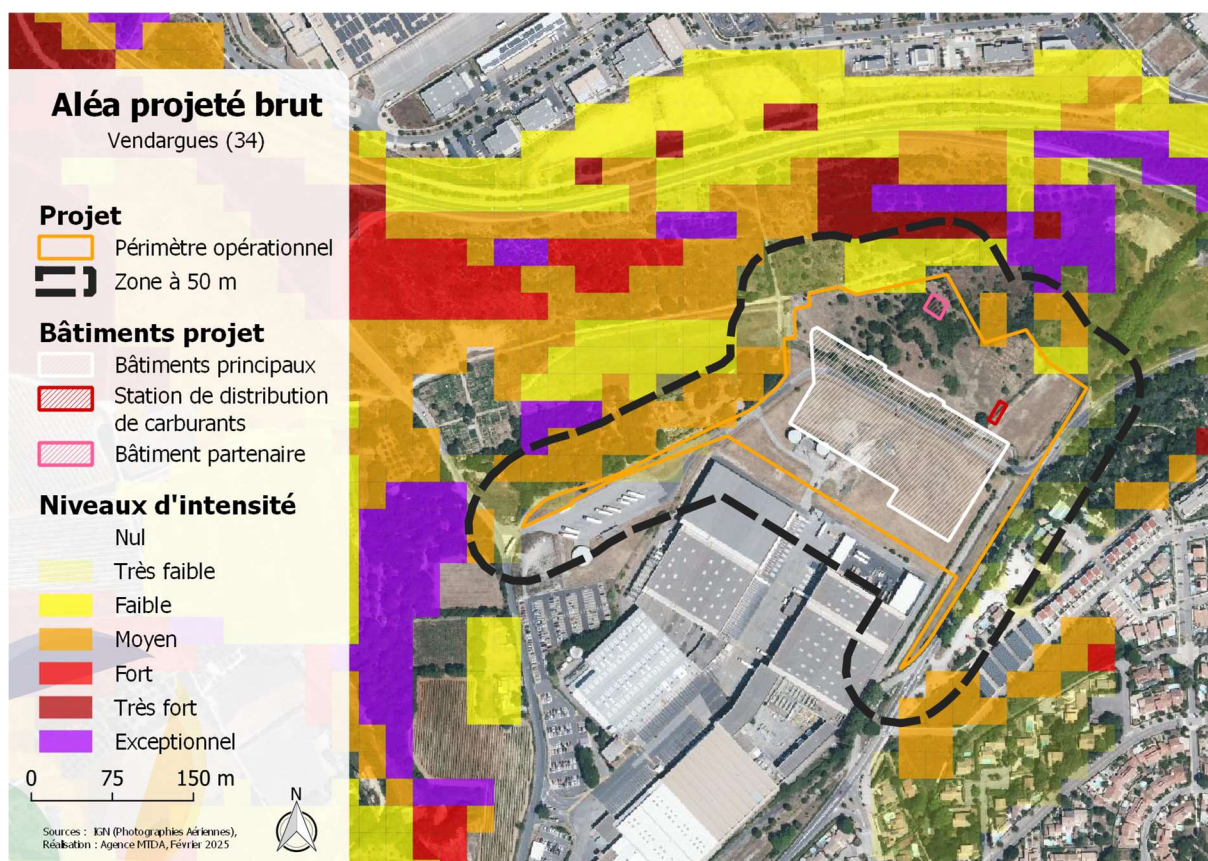 Aléa projeté brut
Vendargues (34)
Projet
Périmètre opérationnel
Zone à 50 m
Bâtiments projet
Bâtiments principaux
Station de distribution
de carburants
Bâtiment partenaire
Niveaux d'intensité
Nul
Très faible
Faible
Moyen
Fort
Très fort
Exceptionnel
0 75 150 m
N
Sources : IGN (Photographies Aériennes),
Réalisation : Agence MTDA, Février 2025